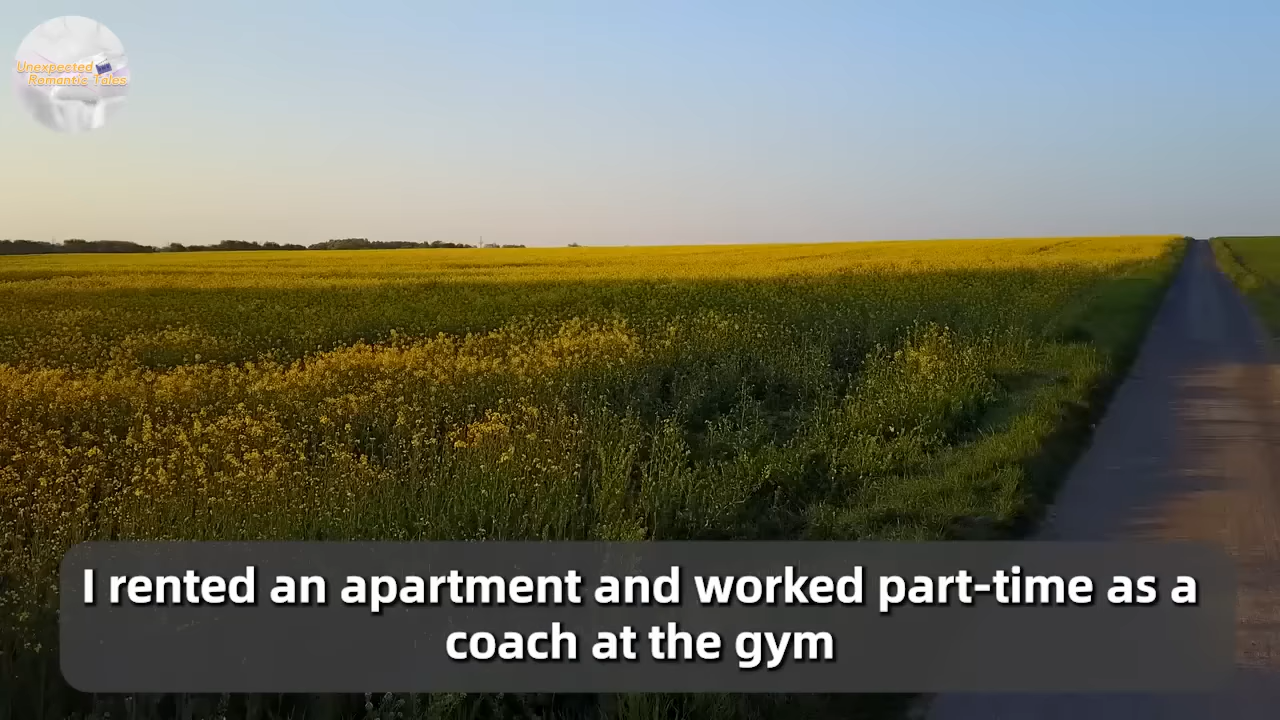 Unexpected
Romantic Tales
I rented an apartment and worked part-time as a
coach at the gym